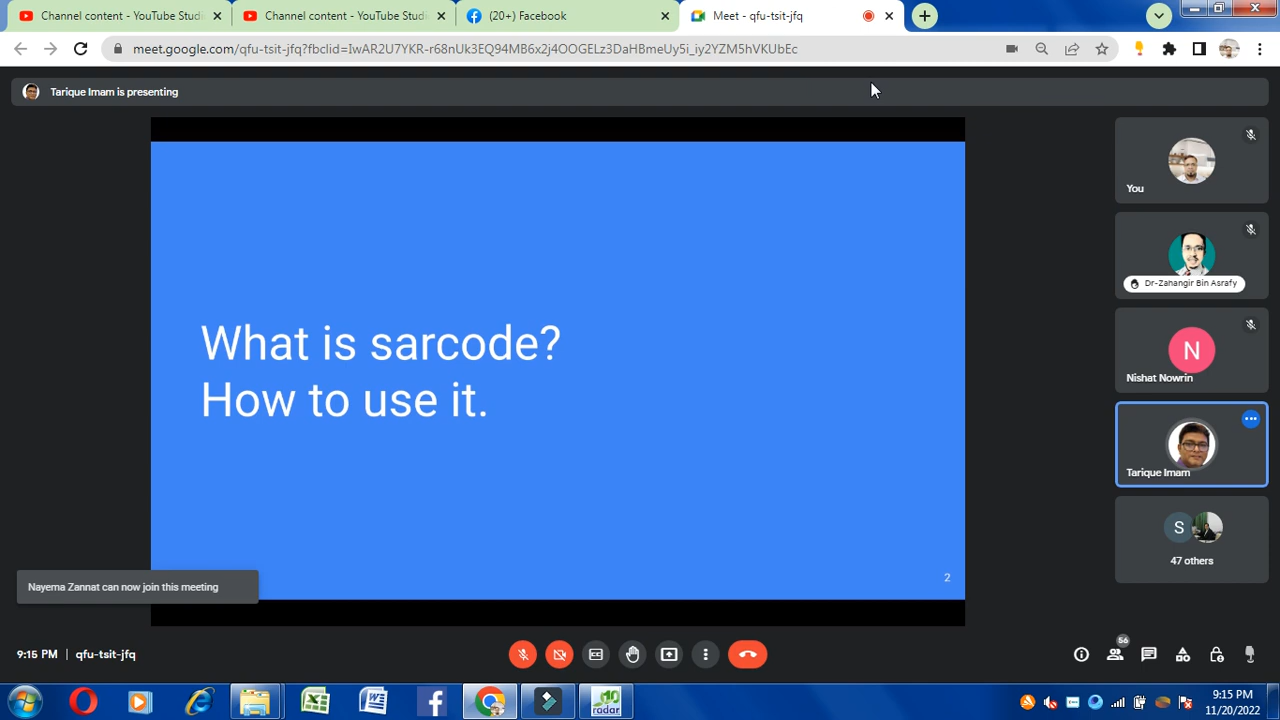 Channel content - YouTube Studi
Channel content - YouTube Studi
(20+) Facebook
Meet - qfu-tsit-jfq
meet.google.com/qfu-tsit-jfq?fbclid=IwAR2U7YKR-r68nUk3EQ94MB6x2j4OOGELz3DaHBmeUy5i_iy2YZM5hVKUbEc
Tarique Imam is presenting
You
Dr-Zahangir Bin Asrafy
N
Nishat Nowrin
Tarique Imam
S
47 others
What is sarcode?
How to use it.
2
Nayema Zannat can now join this meeting
9:15 PM | qfu-tsit-jfq
56
10
radar
9:15 PM
11/20/2022